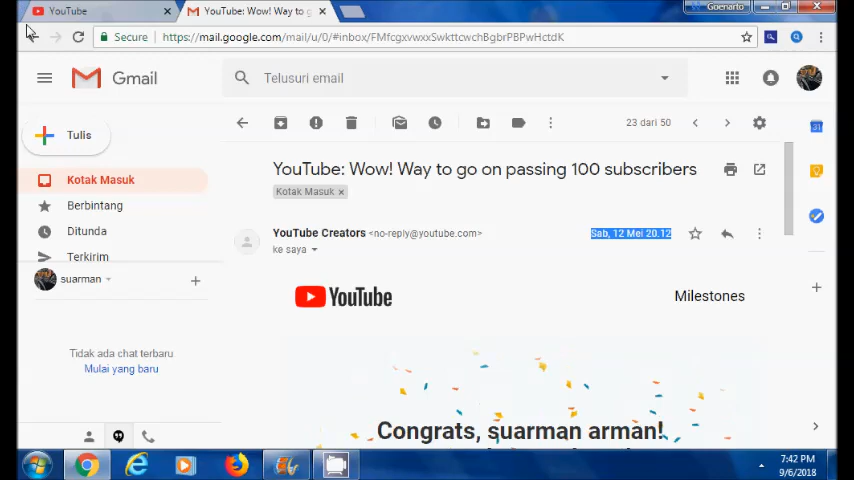 YouTube
YouTube: Wow! Way to g
Goenarto
Secure
https://mail.google.com/mail/u/0/#inbox/FMfcgxvwxxSwkttcwchBgbrPBPwHctdK
Gmail
Telusuri email
Tulis
23 dari 50
Kotak Masuk
Berbintang
Ditunda
Terkirim
suarman
Tidak ada chat terbaru
Mulai yang baru
YouTube: Wow! Way to go on passing 100 subscribers
Kotak Masuk x
YouTube Creators <no-reply@youtube.com>
Sab, 12 Mei 20.12
ke saya
31
YouTube
Milestones
Congrats, suarman arman!
7:42 PM
9/6/2018